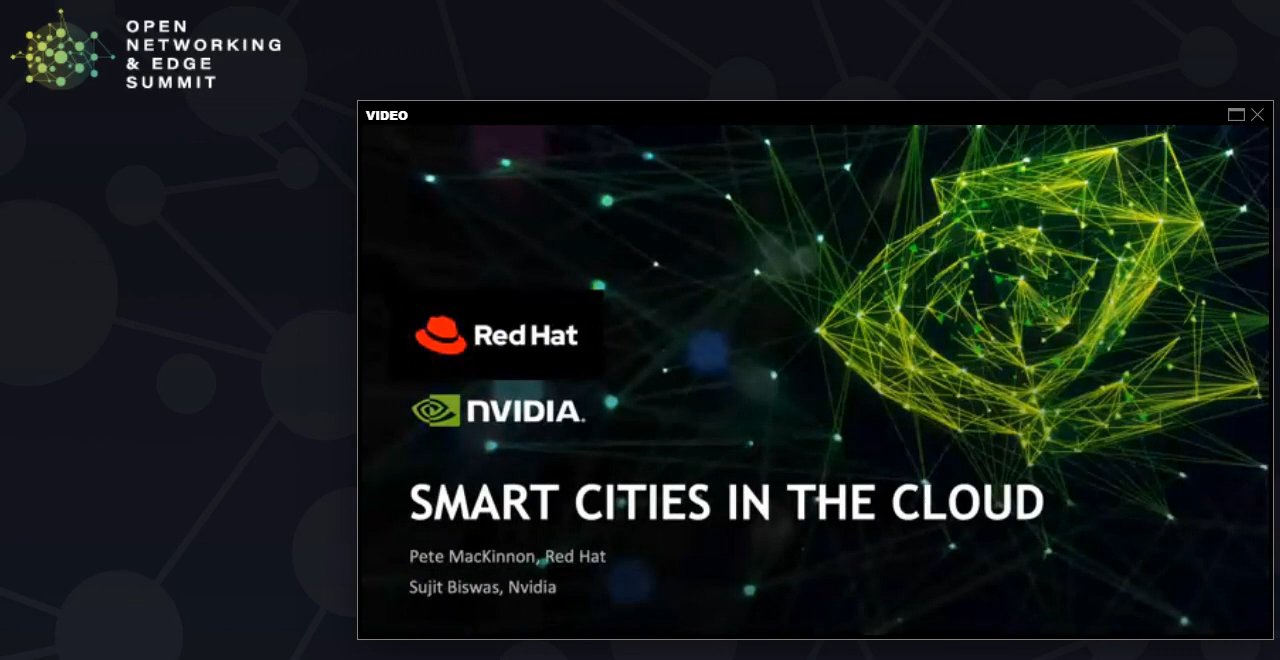 OPEN
NETWORKING
& EDGE
SUMMIT
VIDEO
Red Hat
NVIDIA.
SMART CITIES IN THE CLOUD
Pete MacKinnon, Red Hat
Sujit Biswas, Nvidia